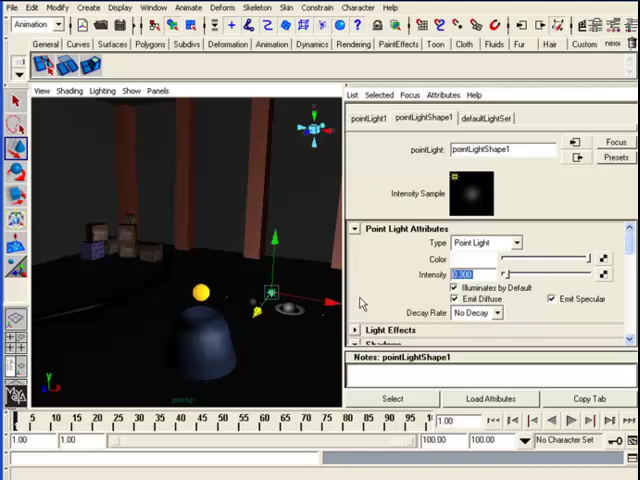 File Edit Modify Create Display Window Animate Deform Skeleton Skin Constrain Character Help
Animation
General Curves Surfaces Polygons Subdivs Deformation Animation Dynamics Rendering PaintEffects Toon Cloth Fluids Fur Hair Custom nexx
View Shading Lighting Show Panels
persp
List Selected Focus Attributes Help
pointLight1 pointLightShape1 defaultLightSet
pointLight: pointLightShape1
Focus
Presets
Intensity Sample
Point Light Attributes
Type Point Light
Color
Intensity 0.300
Illuminates by Default
Emit Diffuse Emit Specular
Decay Rate No Decay
Light Effects
Shadows
Notes: pointLightShape1
Select Load Attributes Copy Tab
5 10 15 20 25 30 35 40 45 50 55 60 65 70 75 80 85 90 95 1.00
1.00 1.00 100.00 100.00 No Character Set